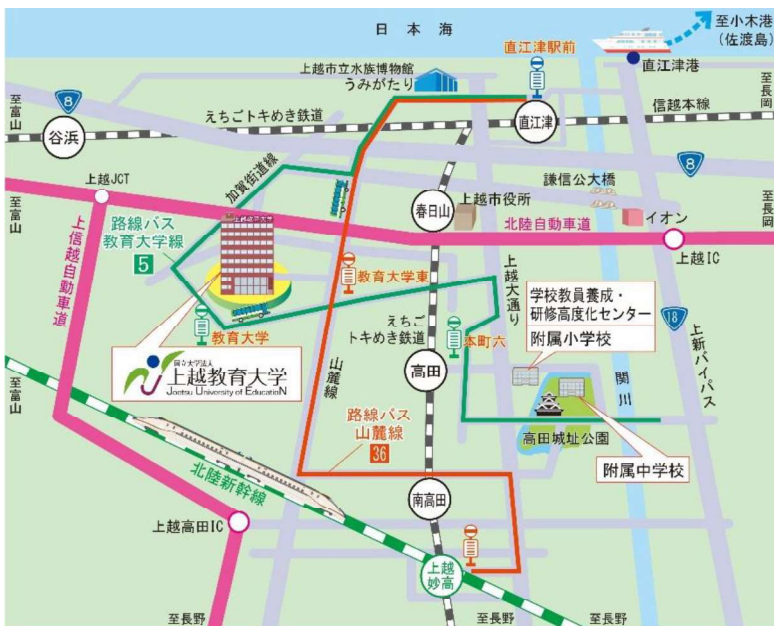 日本海
至小木港
（佐渡島）
直江津駅前
直江津港
上越市立水族博物館
うみがたり
至富山
8
えちごトキめき鉄道
信越本線
至長岡
谷浜
直江津
加賀街道線
8
上越JCT
謙信公大橋
春日山
上越市役所
イオン
至富山
至長岡
路線バス
教育大学線
5
上越教育大学
北陸自動車道
上越IC
上信越自動車道
教育大学東
上越大通り
学校教員養成・
研修高度化センター
附属小学校
18
上新バイパス
教育大学
えちご
トキめき鉄道
本町六
国立大学法人
上越教育大学
Joetsu University of EducatioN
山麓線
高田
関川
至富山
路線バス
山麓線
36
高田城址公園
附属中学校
北陸新幹線
南高田
上越高田IC
上越
妙高
至長野
至長野
至長野